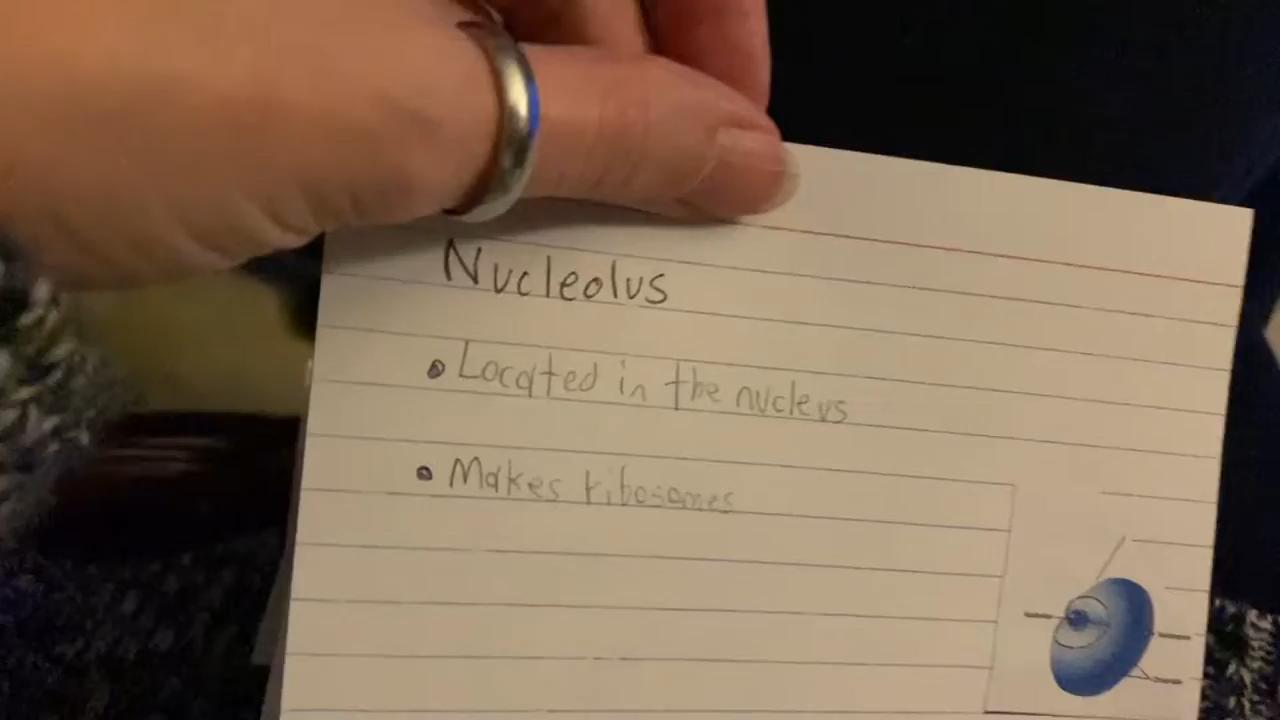 Nucleolus
• Located in the nucleus
• Makes ribosomes